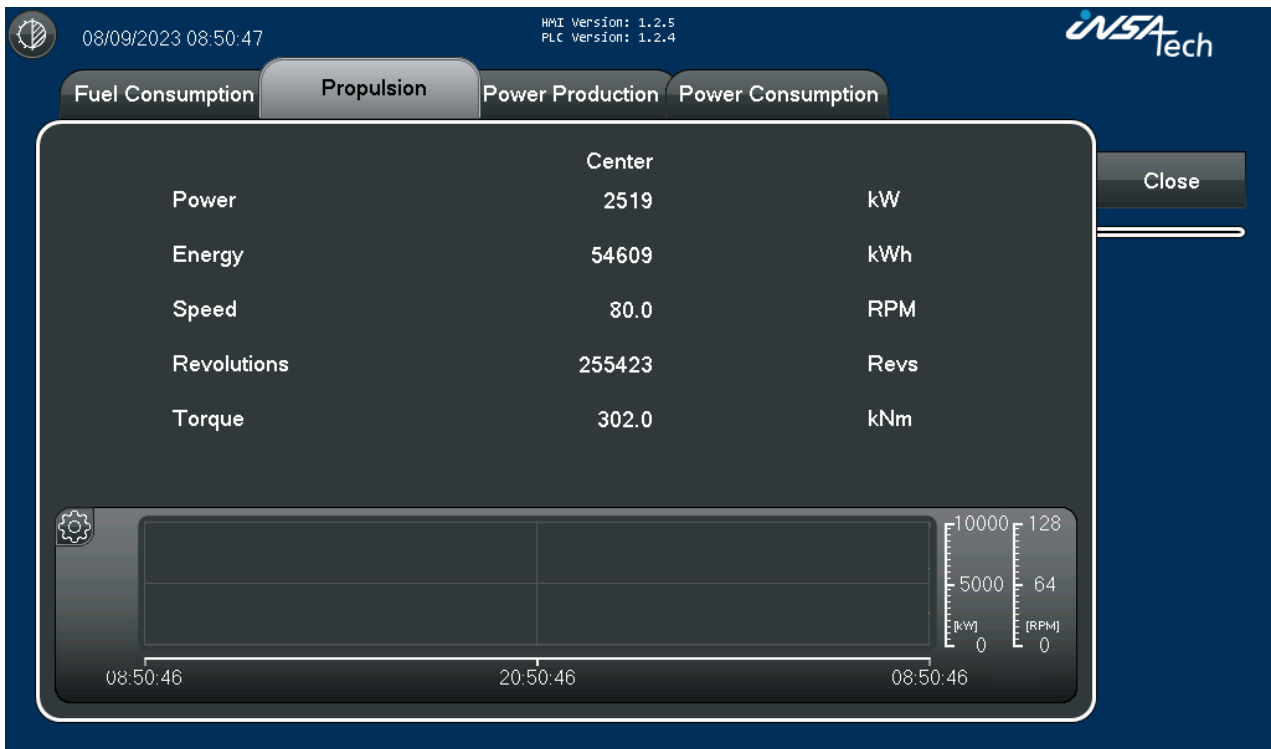 08/09/2023 08:50:47
HMI Version: 1.2.5
PLC Version: 1.2.4
iNSATech
Fuel Consumption Propulsion Power Production Power Consumption
Close
Center
Power 2519 kW
Energy 54609 kWh
Speed 80.0 RPM
Revolutions 255423 Revs
Torque 302.0 kNm
10000 128
5000 64
[kW] [RPM]
0 0
08:50:46 20:50:46 08:50:46